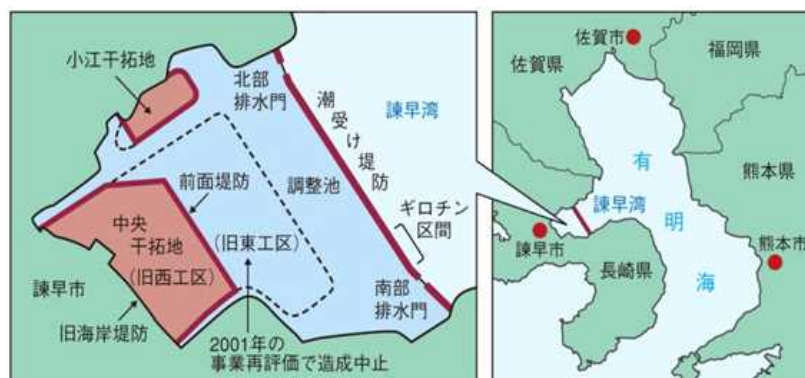 小江干拓地
北部
排水門
潮受け堤防
諫早湾
前面堤防
調整池
ギロチン
区間
中央
干拓地
(旧西工区)
(旧東工区)
諫早市
南部
排水門
旧海岸堤防
2001年の
事業再評価で造成中止
佐賀市
佐賀県
福岡県
有明海
熊本県
諫早湾
諫早市
熊本市
長崎県